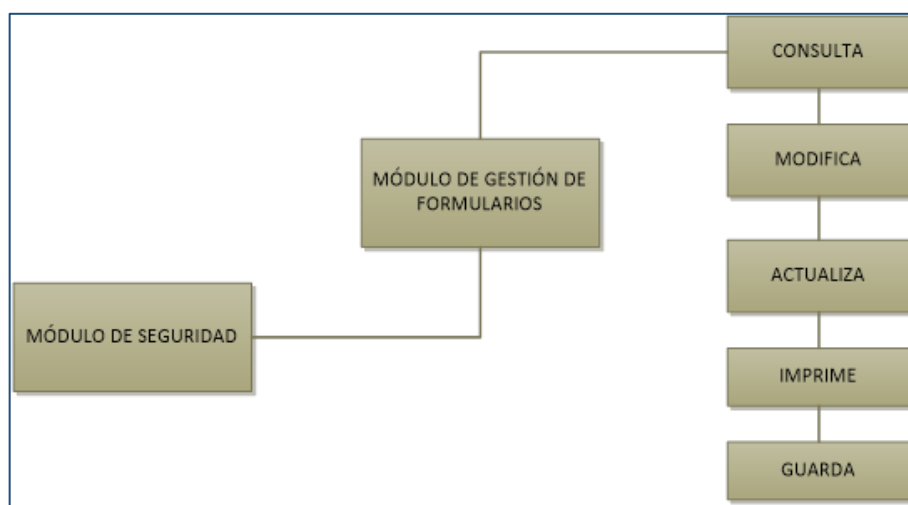 CONSULTA
MÓDULO DE GESTIÓN DE
FORMULARIOS
MODIFICA
ACTUALIZA
MÓDULO DE SEGURIDAD
IMPRIME
GUARDA